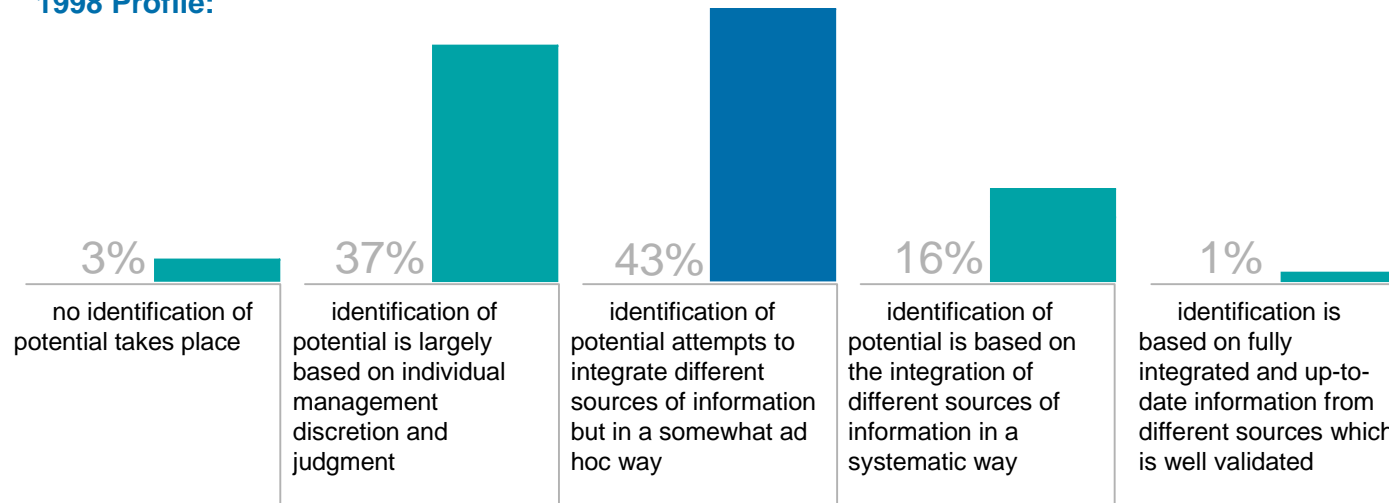 1998 Profile:
3%
37%
43%
16%
1%
no identification of
potential takes place
identification of
potential is largely
based on individual
management
discretion and
judgment
identification of
potential attempts to
integrate different
sources of information
but in a somewhat ad
hoc way
identification of
potential is based on
the integration of
different sources of
information in a
systematic way
identification is
based on fully
integrated and up-to-
date information from
different sources which
is well validated